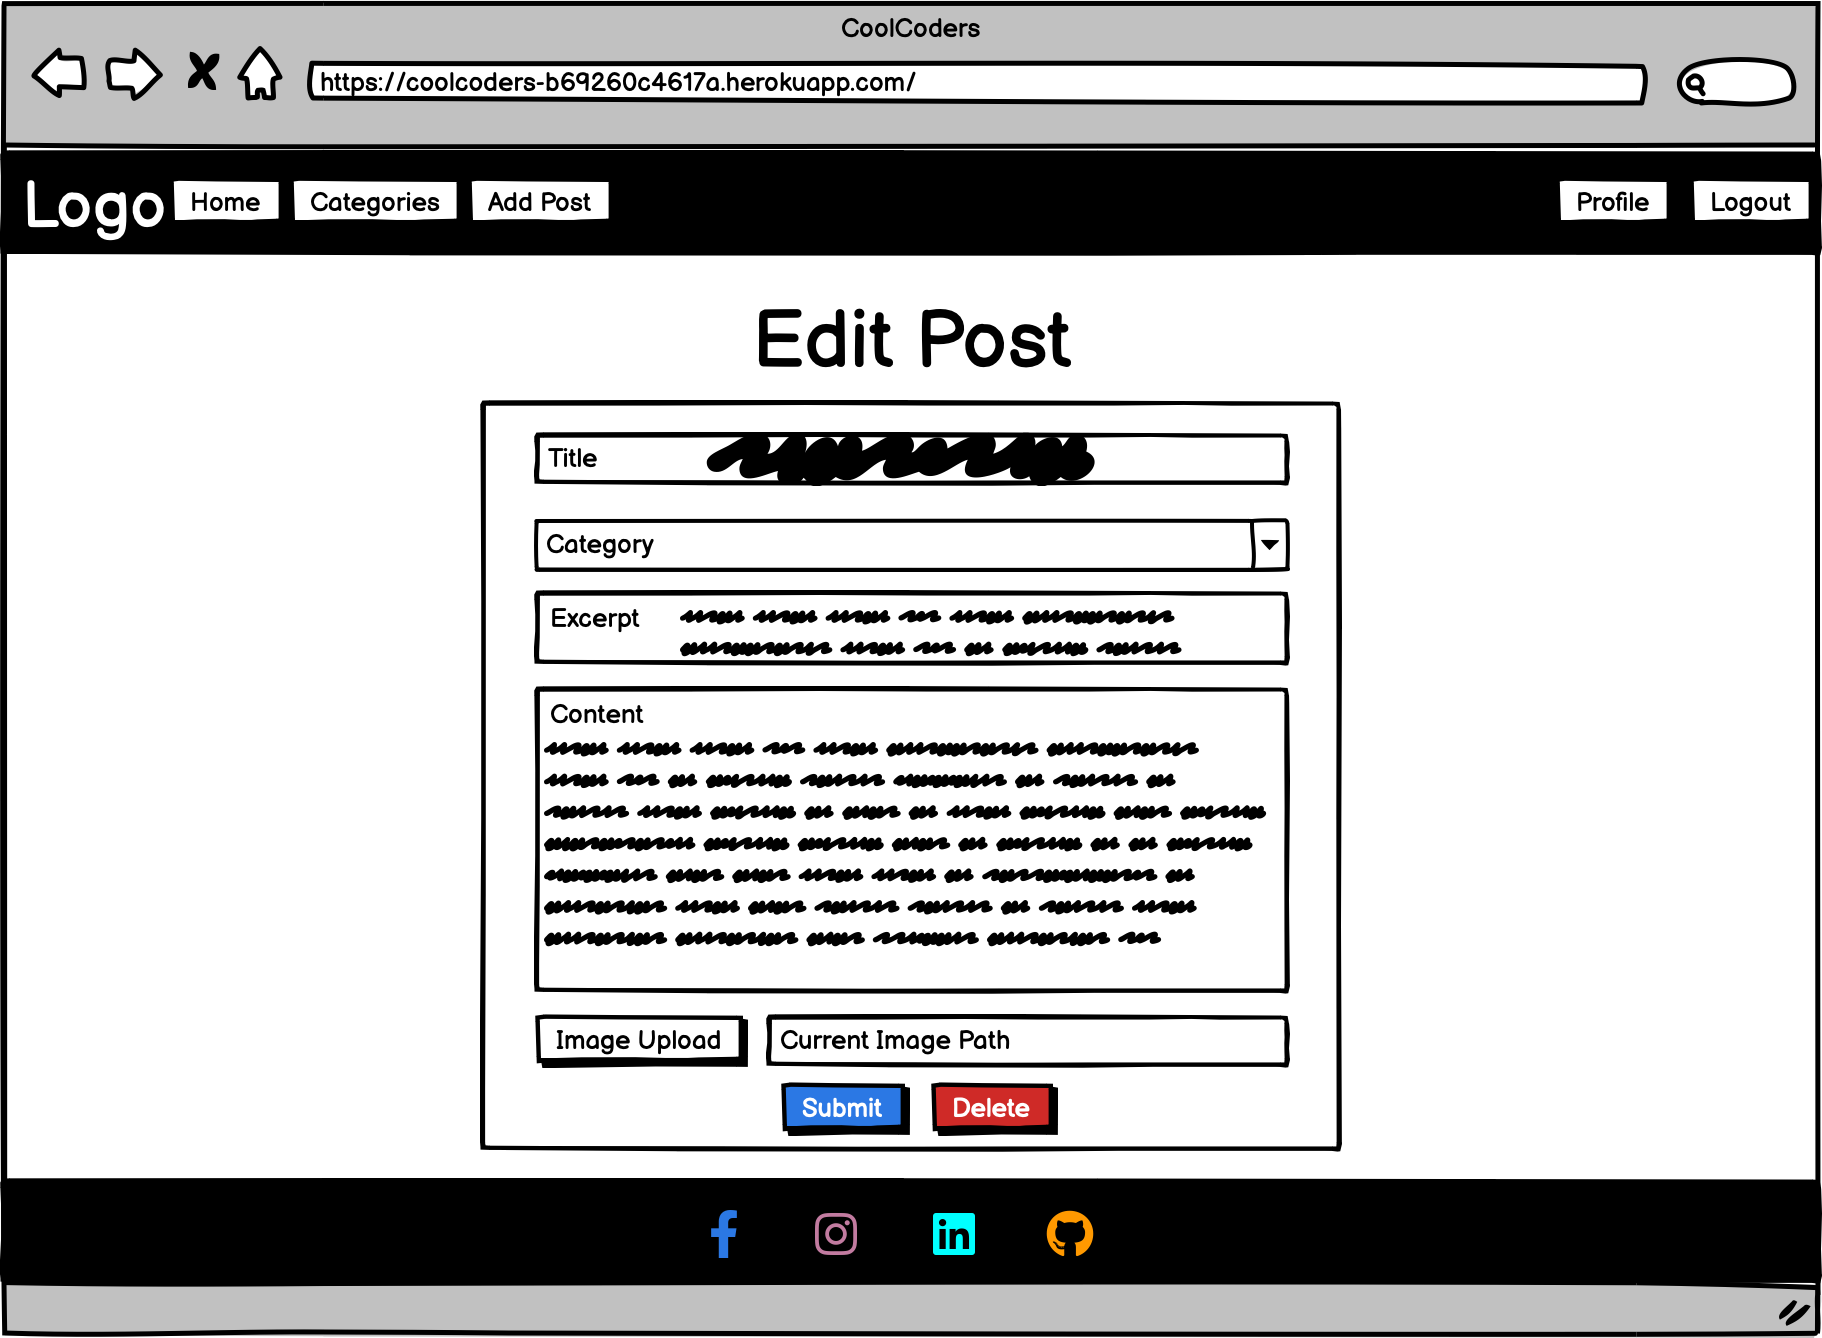 CoolCoders
https://coolcoders-b69260c4617a.herokuapp.com/
Logo Home Categories Add Post Profile Logout
Edit Post
Title
Category
Excerpt
Content
Image Upload Current Image Path
Submit Delete